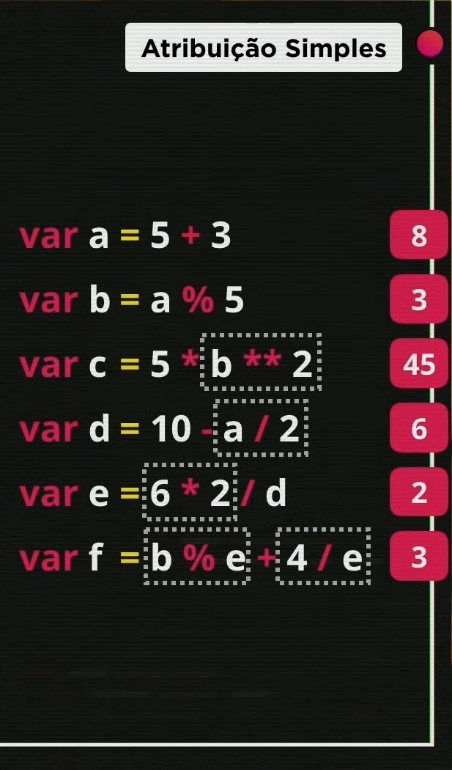 Atribuição Simples
var a = 5 + 3 8
var b = a % 5 3
var c = 5 * b ** 2 45
var d = 10 - a / 2 6
var e = 6 * 2 / d 2
var f = b % e + 4 / e 3